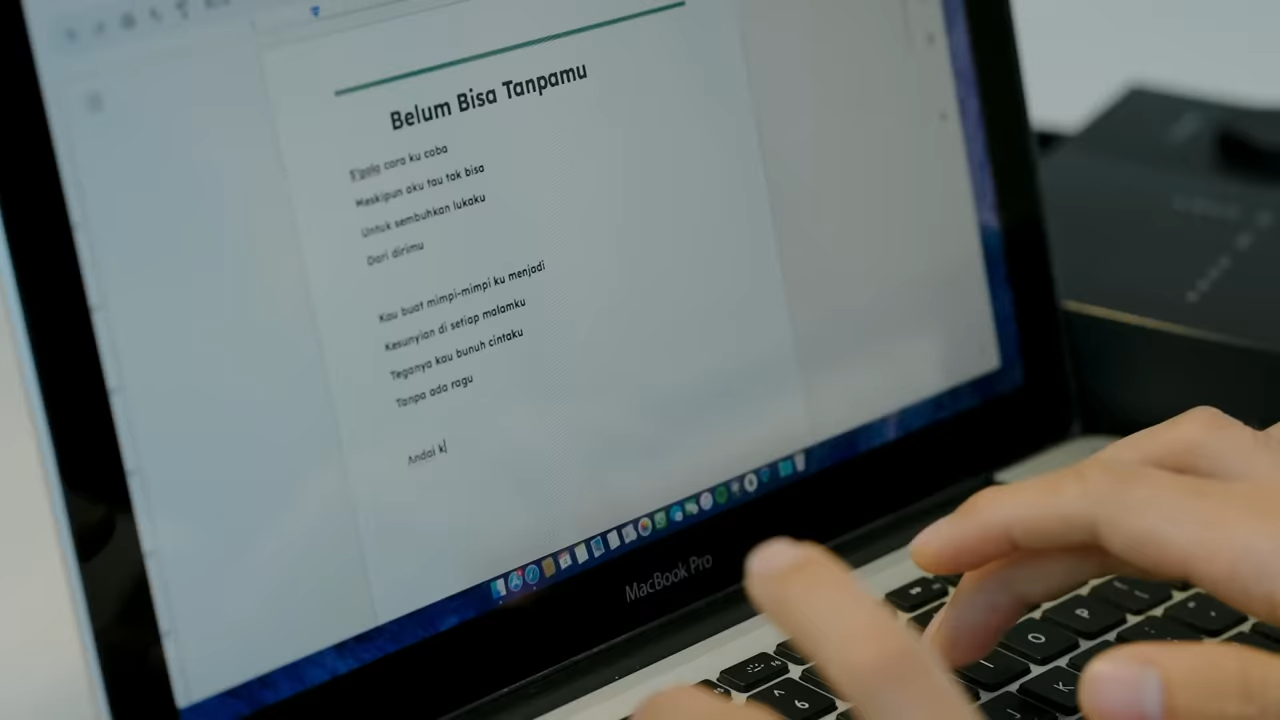 Belum Bisa Tanpamu
S'gala cara ku coba
Meskipun aku tau tak bisa
Untuk sembuhkan lukaku
Dari dirimu
Kau buat mimpi-mimpi ku menjadi
Kesunyian di setiap malamku
Teganya kau bunuh cintaku
Tanpa ada ragu
Andai k
MacBook Pro
P
O
I
K
J
^
6